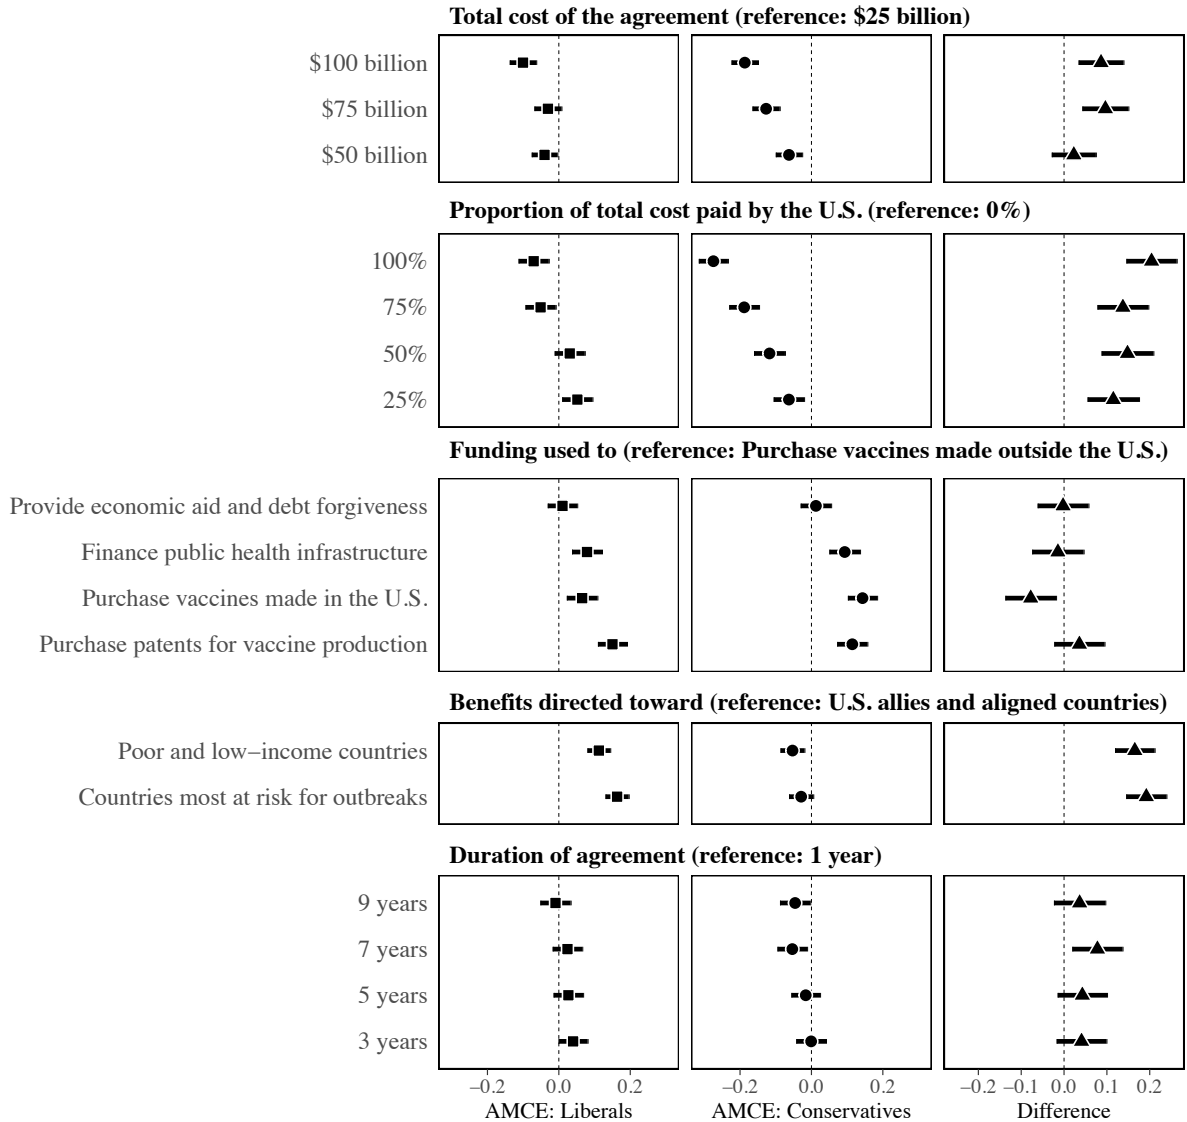 Total cost of the agreement (reference: $25 billion)
$100 billion
$75 billion
$50 billion
Proportion of total cost paid by the U.S. (reference: 0%)
100%
75%
50%
25%
Funding used to (reference: Purchase vaccines made outside the U.S.)
Provide economic aid and debt forgiveness
Finance public health infrastructure
Purchase vaccines made in the U.S.
Purchase patents for vaccine production
Benefits directed toward (reference: U.S. allies and aligned countries)
Poor and low−income countries
Countries most at risk for outbreaks
Duration of agreement (reference: 1 year)
9 years
7 years
5 years
3 years
−0.2 0.0 0.2 −0.2 0.0 0.2 −0.2 −0.1 0.0 0.1 0.2
AMCE: Liberals AMCE: Conservatives Difference